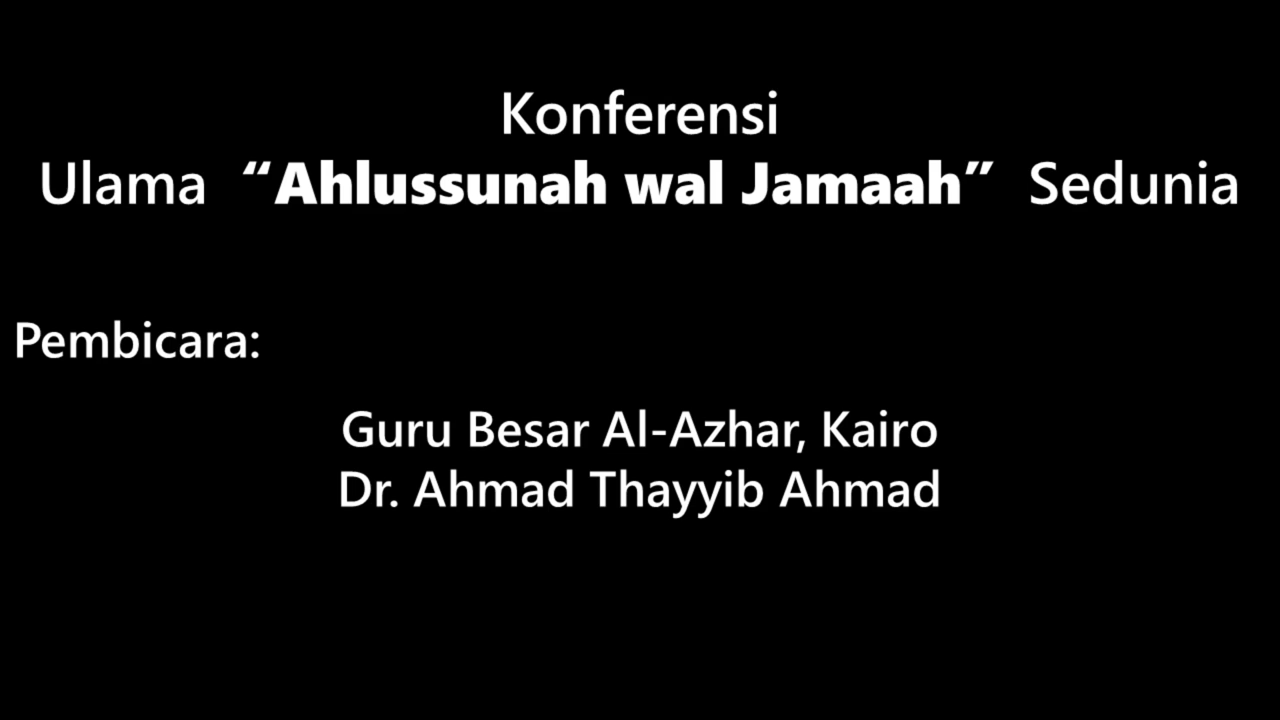 Konferensi
Ulama “Ahlussunah wal Jamaah” Sedunia
Pembicara:
Guru Besar Al-Azhar, Kairo
Dr. Ahmad Thayyib Ahmad